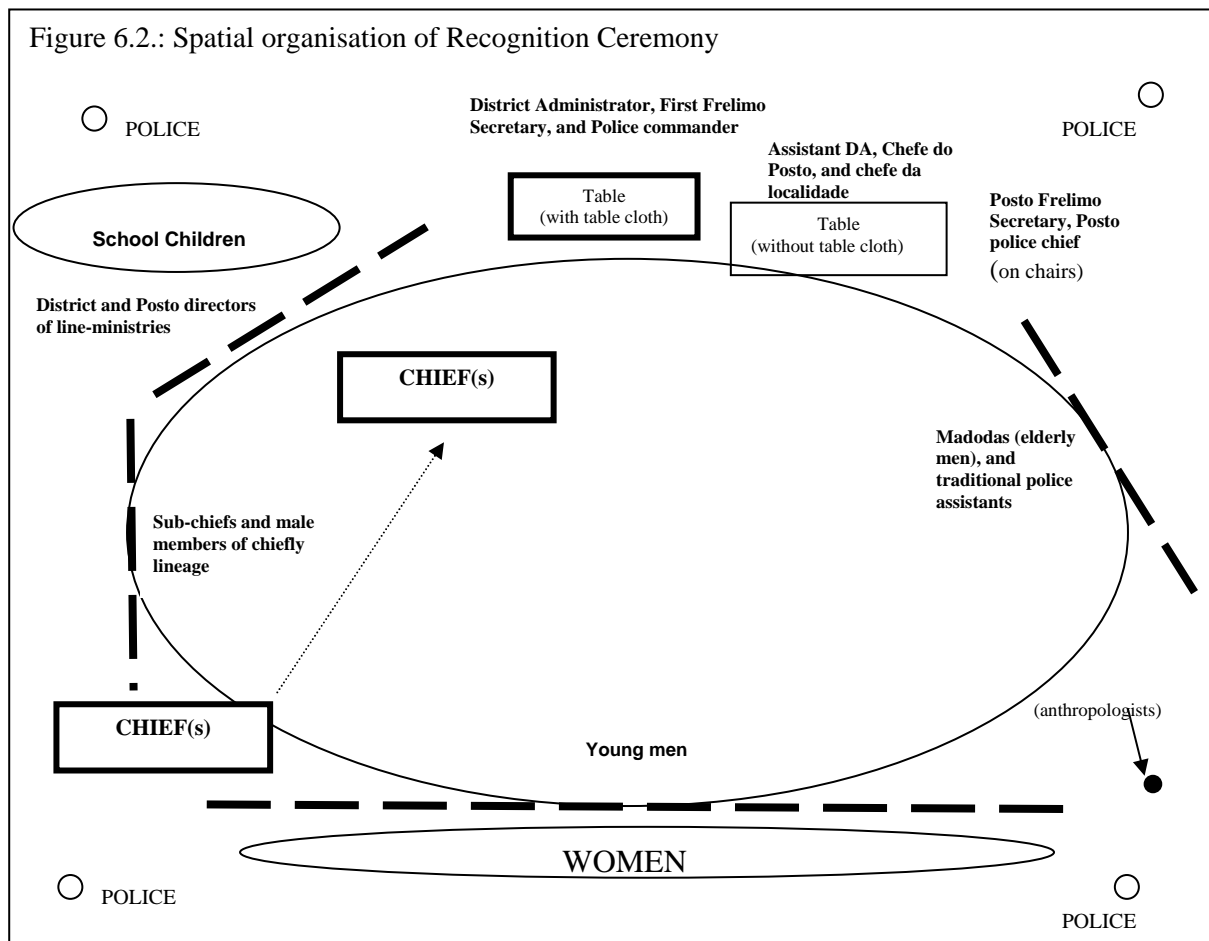 Figure 6.2.: Spatial organisation of Recognition Ceremony
District Administrator, First Frelimo
Secretary, and Police commander
POLICE
POLICE
Assistant DA, Chefe do
Posto, and chefe da
localidade
Table
(with table cloth)
Table
(without table cloth)
Posto Frelimo
Secretary, Posto
police chief
(on chairs)
School Children
District and Posto directors
of line-ministries
CHIEF(s)
Madodas (elderly
men), and
traditional police
assistants
Sub-chiefs and male
members of chiefly
lineage
(anthropologists)
CHIEF(s)
Young men
WOMEN
POLICE
POLICE